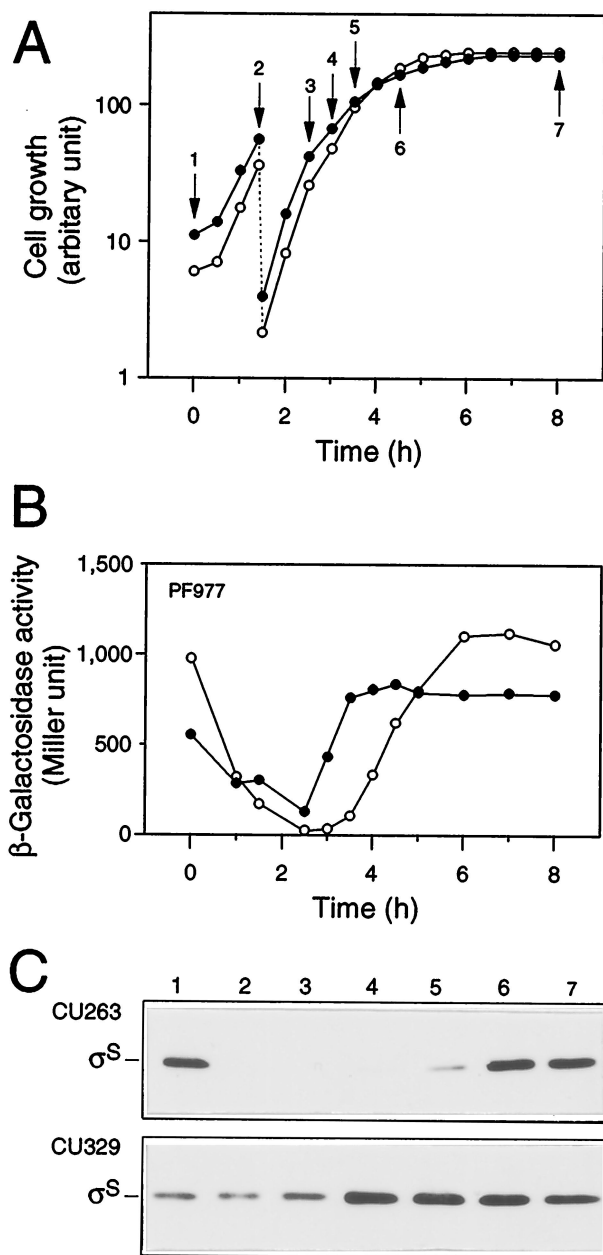 A
Cell growth
(arbitary unit)
100
10
1
1
2
3
4
5
6
7
0
2
4
6
8
Time (h)
B
β-Galactosidase activity
(Miller unit)
1,500
1,000
500
0
PF977
0
2
4
6
8
Time (h)
C
1 2 3 4 5 6 7
CU263
σS–
CU329
σS–